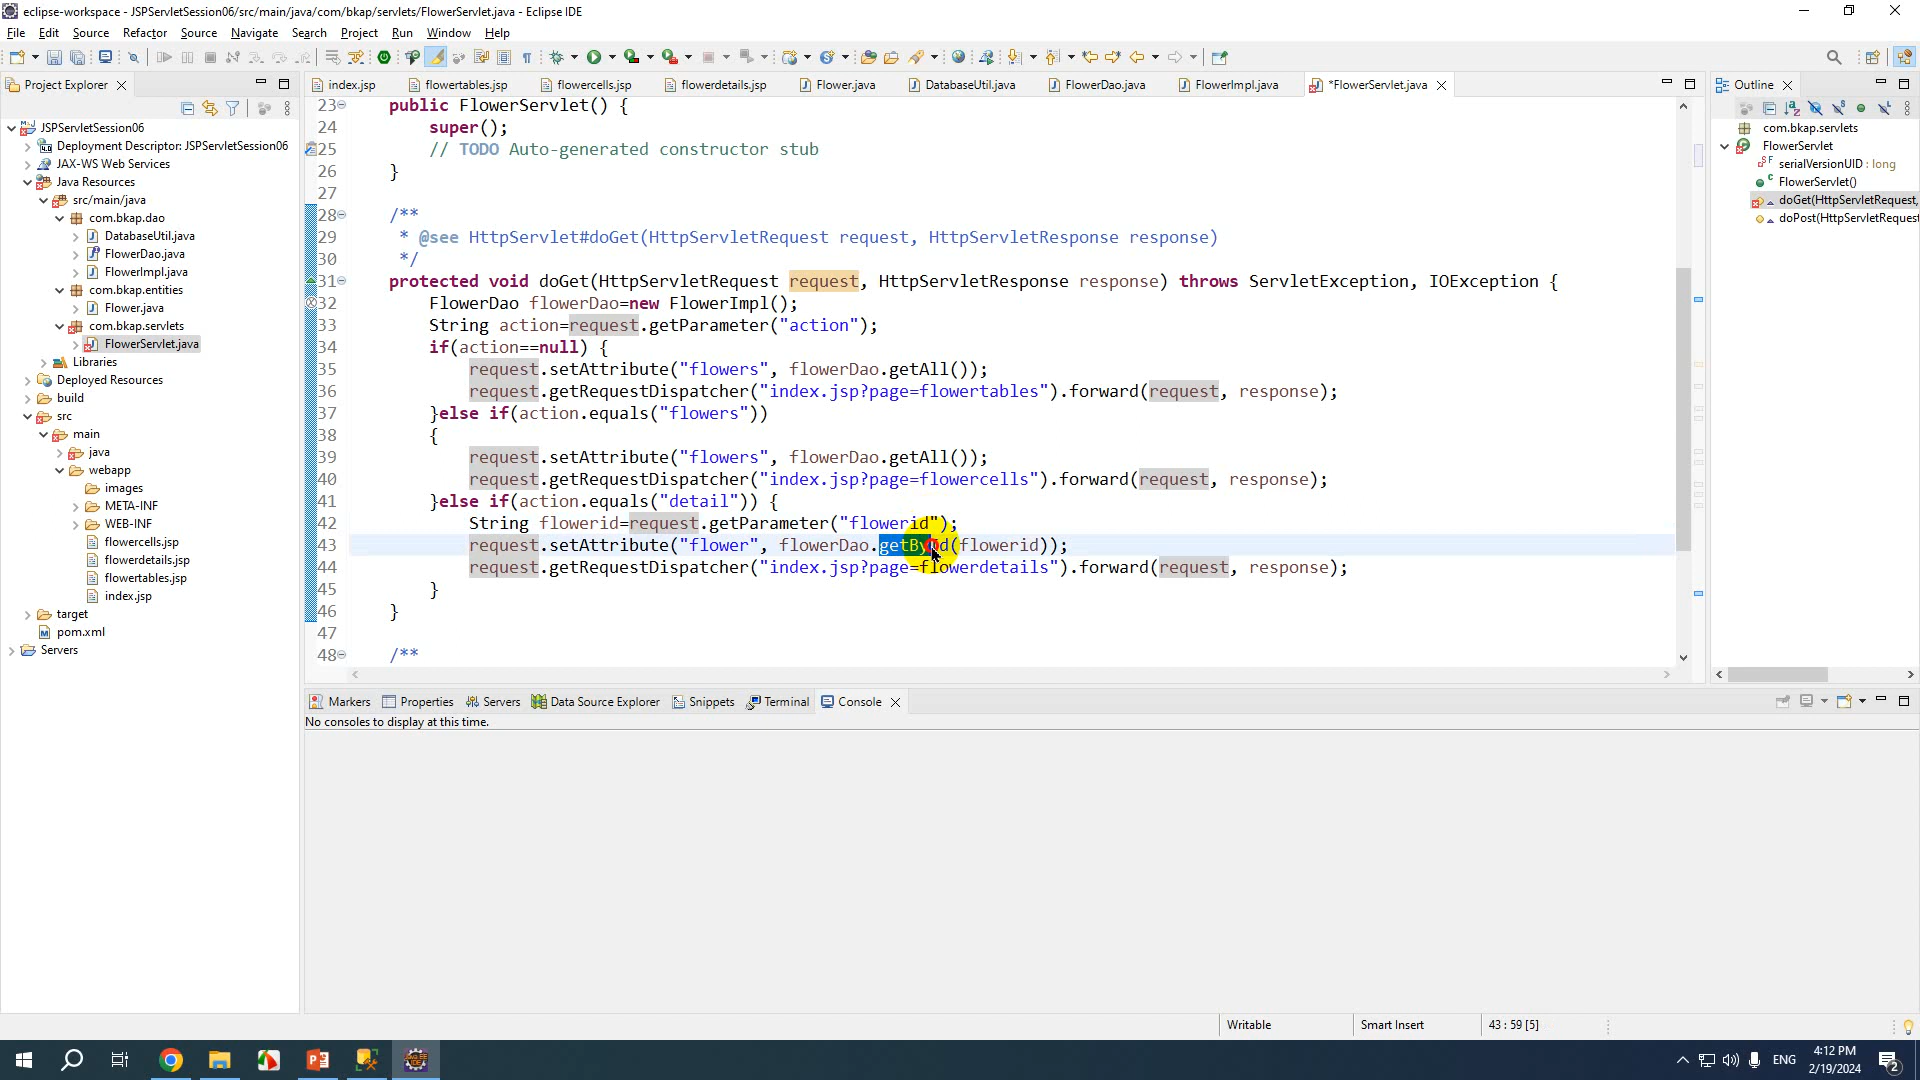 eclipse-workspace - JSPServletSession06/src/main/java/com/bkap/servlets/FlowerServlet.java - Eclipse IDE
File Edit Source Refactor Source Navigate Search Project Run Window Help
Project Explorer
index.jsp flowertables.jsp flowercells.jsp flowerdetails.jsp Flower.java DatabaseUtil.java FlowerDao.java FlowerImpl.java *FlowerServlet.java
Outline
JSPServletSession06
Deployment Descriptor: JSPServletSession06
JAX-WS Web Services
Java Resources
src/main/java
com.bkap.dao
DatabaseUtil.java
FlowerDao.java
FlowerImpl.java
com.bkap.entities
Flower.java
com.bkap.servlets
FlowerServlet.java
Libraries
Deployed Resources
build
src
main
java
webapp
images
META-INF
WEB-INF
flowercells.jsp
flowerdetails.jsp
flowertables.jsp
index.jsp
target
pom.xml
Servers
23 public FlowerServlet() {
24 super();
25 // TODO Auto-generated constructor stub
26 }
27
28 /**
29 * @see HttpServlet#doGet(HttpServletRequest request, HttpServletResponse response)
30 */
31 protected void doGet(HttpServletRequest request, HttpServletResponse response) throws ServletException, IOException {
32 FlowerDao flowerDao=new FlowerImpl();
33 String action=request.getParameter("action");
34 if(action==null) {
35 request.setAttribute("flowers", flowerDao.getAll());
36 request.getRequestDispatcher("index.jsp?page=flowertables").forward(request, response);
37 }else if(action.equals("flowers"))
38 {
39 request.setAttribute("flowers", flowerDao.getAll());
40 request.getRequestDispatcher("index.jsp?page=flowercells").forward(request, response);
41 }else if(action.equals("detail")) {
42 String flowerid=request.getParameter("flowerid");
43 request.setAttribute("flower", flowerDao.getById(flowerid));
44 request.getRequestDispatcher("index.jsp?page=flowerdetails").forward(request, response);
45 }
46 }
47
48 /**
com.bkap.servlets
FlowerServlet
serialVersionUID : long
FlowerServlet()
doGet(HttpServletRequest,
doPost(HttpServletRequest
Markers Properties Servers Data Source Explorer Snippets Terminal Console
No consoles to display at this time.
Writable Smart Insert 43 : 59 [5]
ENG
4:12 PM
2/19/2024
2